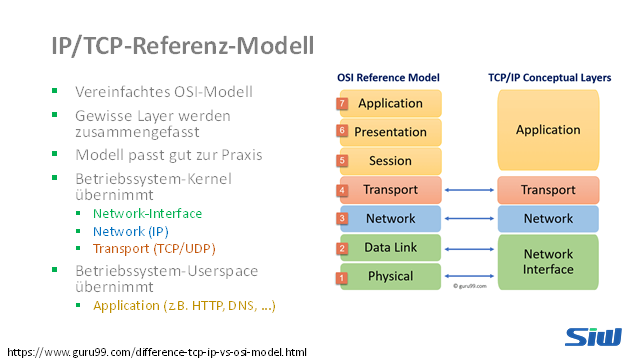 IP/TCP-Referenz-Modell
Vereinfachtes OSI-Modell
Gewisse Layer werden
zusammengefasst
Modell passt gut zur Praxis
Betriebssystem-Kernel
übernimmt
Network-Interface
Network (IP)
Transport (TCP/UDP)
Betriebssystem-Userspace
übernimmt
Application (z.B. HTTP, DNS, ...)
OSI Reference Model
7 Application
6 Presentation
5 Session
4 Transport
3 Network
2 Data Link
1 Physical
© guru99.com
TCP/IP Conceptual Layers
Application
Transport
Network
Network
Interface
https://www.guru99.com/difference-tcp-ip-vs-osi-model.html
SIW